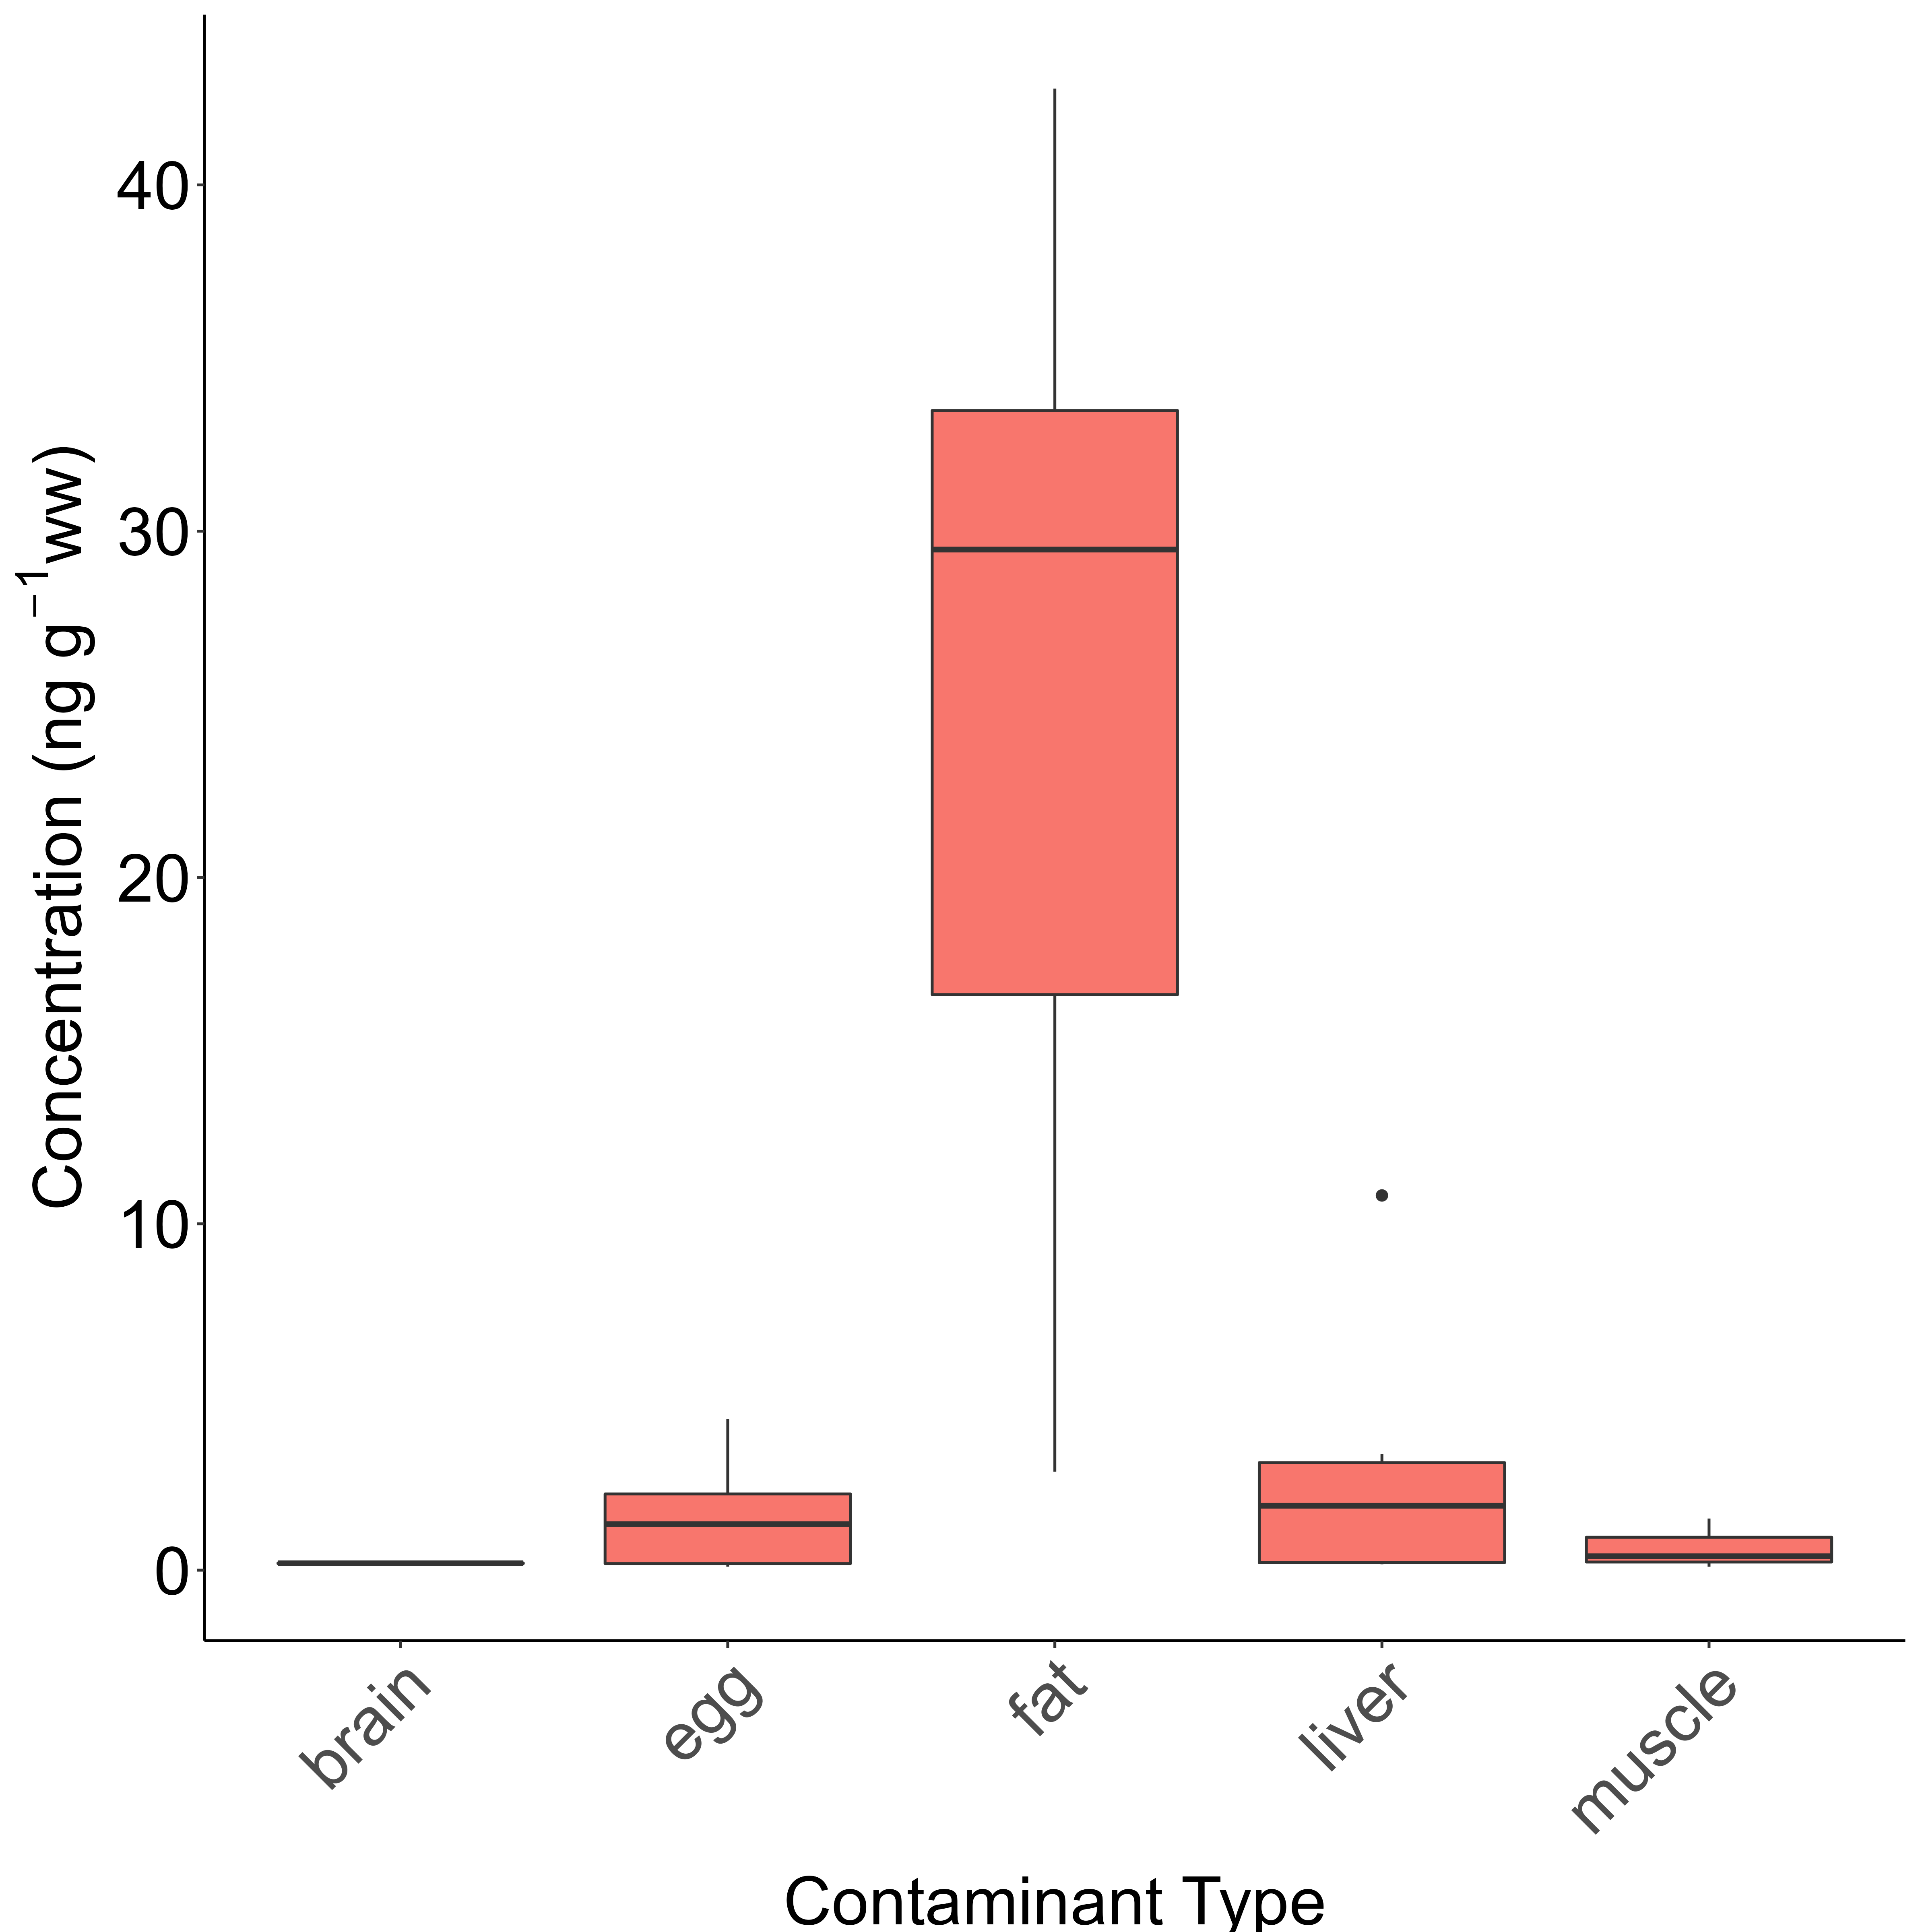 Concentration (ng g⁻¹ww)
40
30
20
10
0
brain
egg
fat
liver
muscle
Contaminant Type